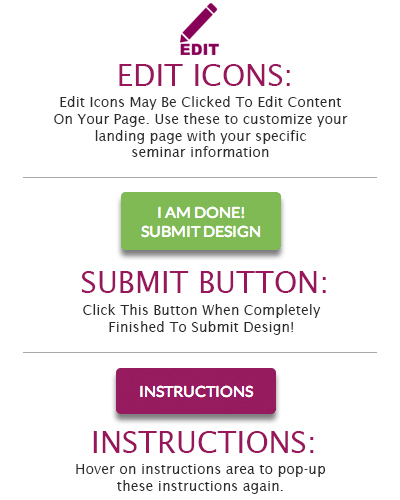 EDIT
EDIT ICONS:
Edit Icons May Be Clicked To Edit Content
On Your Page. Use these to customize your
landing page with your specific
seminar information
I AM DONE!
SUBMIT DESIGN
SUBMIT BUTTON:
Click This Button When Completely
Finished To Submit Design!
INSTRUCTIONS
INSTRUCTIONS:
Hover on instructions area to pop-up
these instructions again.